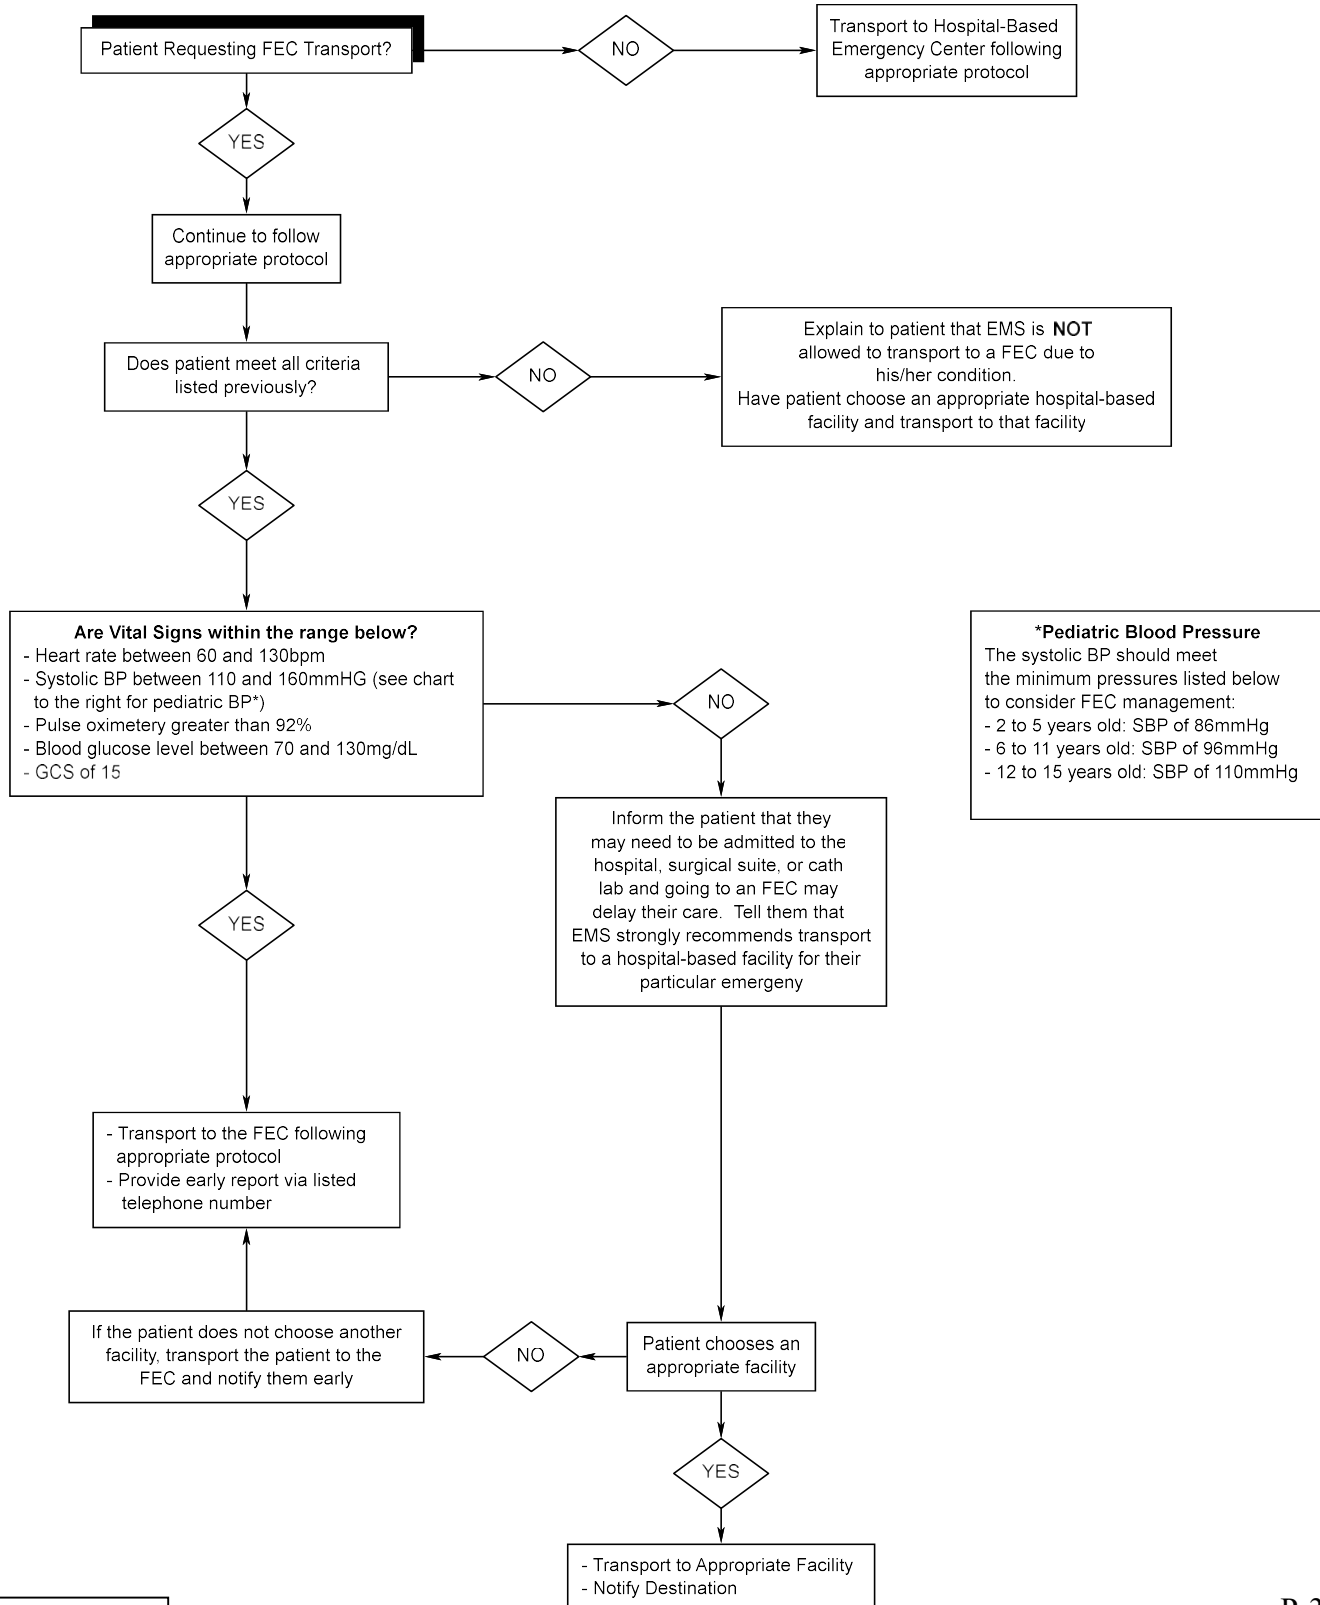 Patient Requesting FEC Transport?
NO
Transport to Hospital-Based
Emergency Center following
appropriate protocol
YES
Continue to follow
appropriate protocol
Does patient meet all criteria
listed previously?
NO
Explain to patient that EMS is NOT
allowed to transport to a FEC due to
his/her condition.
Have patient choose an appropriate hospital-based
facility and transport to that facility
YES
Are Vital Signs within the range below?
- Heart rate between 60 and 130bpm
- Systolic BP between 110 and 160mmHG (see chart
to the right for pediatric BP*)
- Pulse oximetery greater than 92%
- Blood glucose level between 70 and 130mg/dL
- GCS of 15
*Pediatric Blood Pressure
The systolic BP should meet
the minimum pressures listed below
to consider FEC management:
- 2 to 5 years old: SBP of 86mmHg
- 6 to 11 years old: SBP of 96mmHg
- 12 to 15 years old: SBP of 110mmHg
NO
Inform the patient that they
may need to be admitted to the
hospital, surgical suite, or cath
lab and going to an FEC may
delay their care. Tell them that
EMS strongly recommends transport
to a hospital-based facility for their
particular emergeny
YES
- Transport to the FEC following
appropriate protocol
- Provide early report via listed
telephone number
If the patient does not choose another
facility, transport the patient to the
FEC and notify them early
NO
Patient chooses an
appropriate facility
YES
- Transport to Appropriate Facility
- Notify Destination